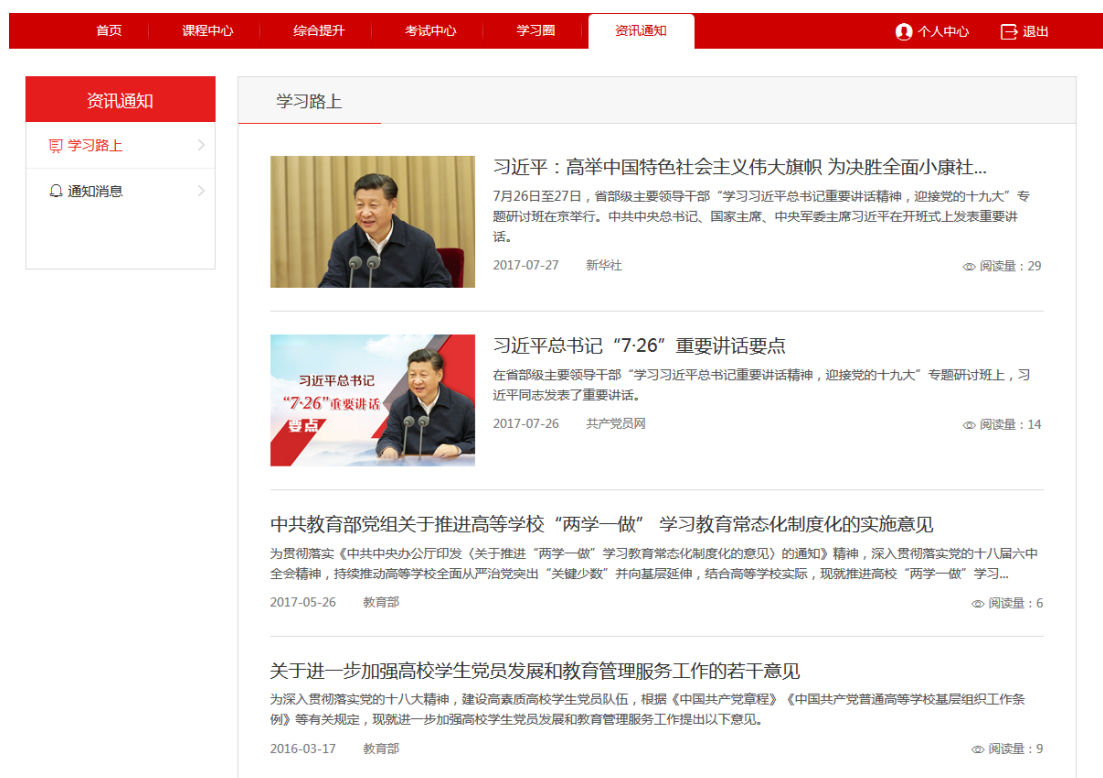 首页 课程中心 综合提升 考试中心 学习圈 资讯通知 个人中心 退出
资讯通知
学习路上
通知消息
学习路上
习近平：高举中国特色社会主义伟大旗帜 为决胜全面小康社...
7月26日至27日，省部级主要领导干部“学习习近平总书记重要讲话精神，迎接党的十九大”专
题研讨班在京举行。中共中央总书记、国家主席、中央军委主席习近平在开班式上发表重要讲
话。
2017-07-27 新华社 阅读量：29
习近平总书记
“7·26”重要讲话
要点
习近平总书记“7·26”重要讲话要点
在省部级主要领导干部“学习习近平总书记重要讲话精神，迎接党的十九大”专题研讨班上，习
近平同志发表了重要讲话。
2017-07-26 共产党员网 阅读量：14
中共教育部党组关于推进高等学校“两学一做” 学习教育常态化制度化的实施意见
为贯彻落实《中共中央办公厅印发〈关于推进“两学一做”学习教育常态化制度化的意见〉的通知》精神，深入贯彻落实党的十八届六中
全会精神，持续推动高等学校全面从严治党突出“关键少数”并向基层延伸，结合高等学校实际，现就推进高校“两学一做”学习...
2017-05-26 教育部 阅读量：6
关于进一步加强高校学生党员发展和教育管理服务工作的若干意见
为深入贯彻落实党的十八大精神，建设高素质高校学生党员队伍，根据《中国共产党章程》《中国共产党普通高等学校基层组织工作条
例》等有关规定，现就进一步加强高校学生党员发展和教育管理服务工作提出以下意见。
2016-03-17 教育部 阅读量：9